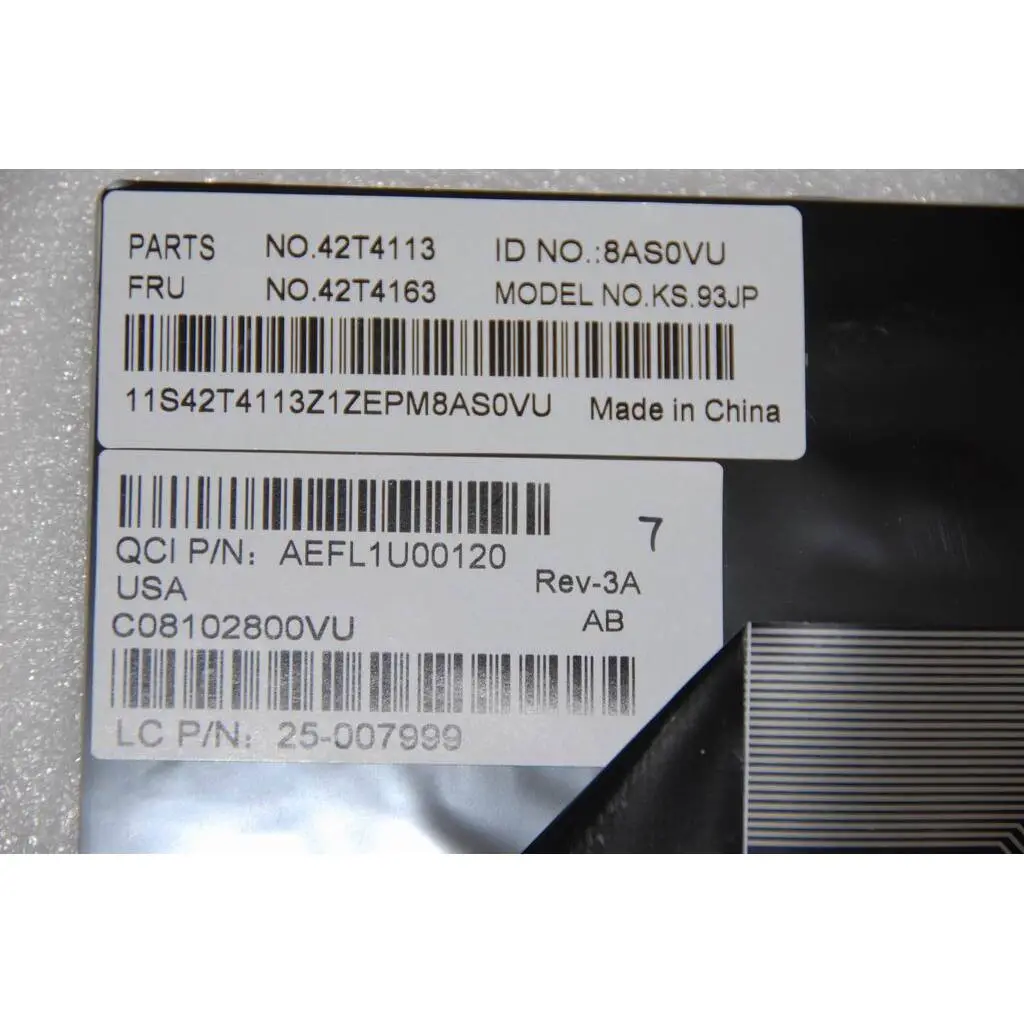 PARTS NO.42T4113 ID NO.:8AS0VU
FRU NO.42T4163 MODEL NO.KS.93JP
11S42T4113Z1ZEPM8AS0VU Made in China
7
QCI P/N: AEFL1U00120
USA Rev-3A
C08102800VU AB
LC P/N: 25-007999